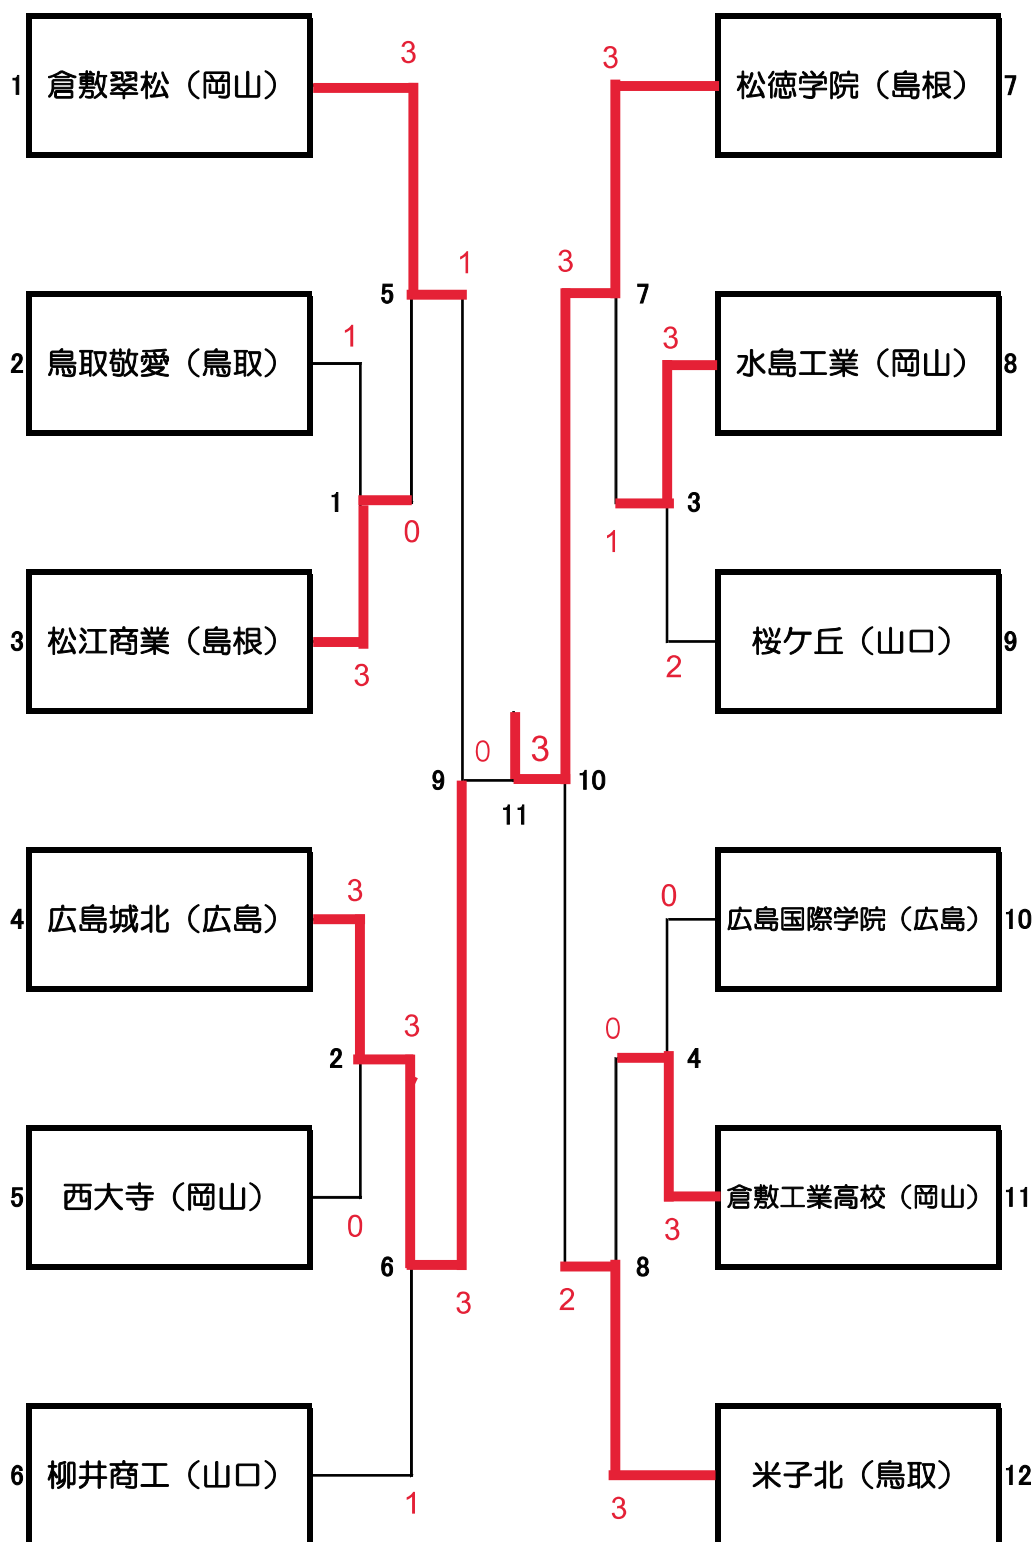 3
3
1 倉敷翠松（岡山）
松徳学院（島根） 7
1
3
5
7
1
3
2 鳥取敬愛（鳥取）
水島工業（岡山） 8
1
3
0
1
3 松江商業（島根）
桜ケ丘（山口） 9
3
2
0
3
9
10
11
3
0
4 広島城北（広島）
広島国際学院（広島） 10
3
0
2
4
5 西大寺（岡山）
倉敷工業高校（岡山） 11
0
3
6
8
3
2
6 柳井商工（山口）
米子北（鳥取） 12
1
3